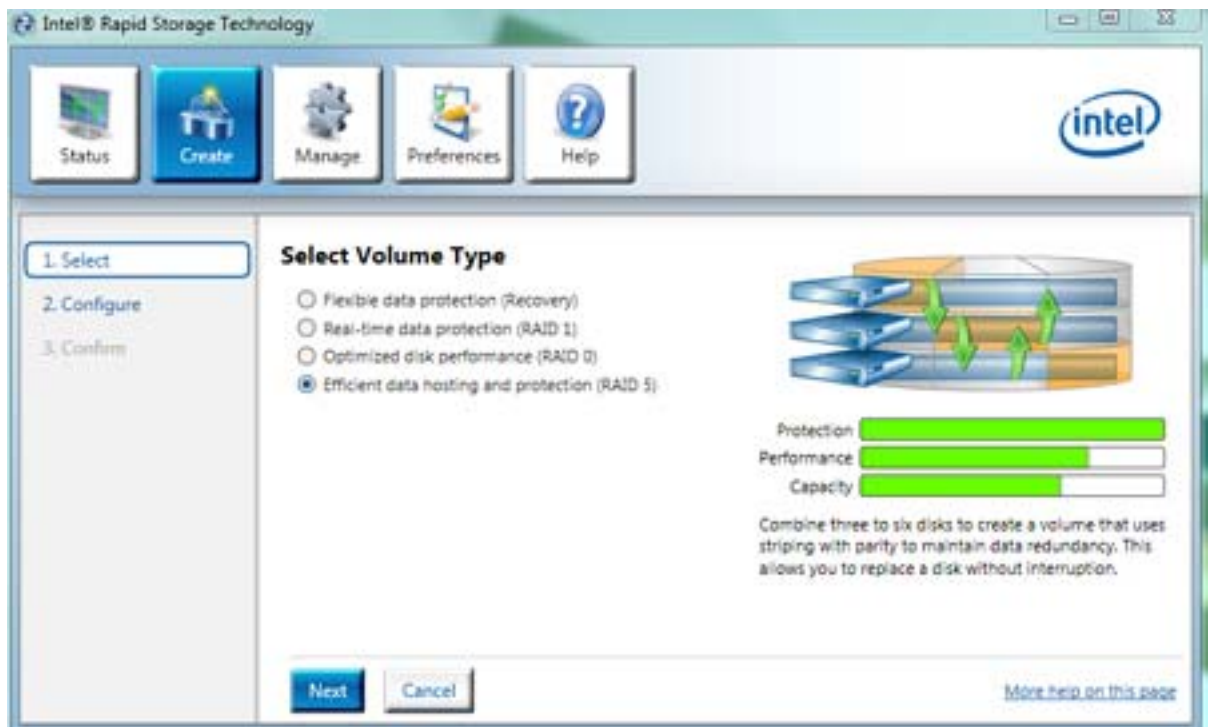 Intel® Rapid Storage Technology
Status
Create
Manage
Preferences
Help
intel
1. Select
2. Configure
3. Confirm
Select Volume Type
Flexible data protection (Recovery)
Real-time data protection (RAID 1)
Optimized disk performance (RAID 0)
Efficient data hosting and protection (RAID 5)
Protection
Performance
Capacity
Combine three to six disks to create a volume that uses
striping with parity to maintain data redundancy. This
allows you to replace a disk without interruption.
Next
Cancel
More help on this page